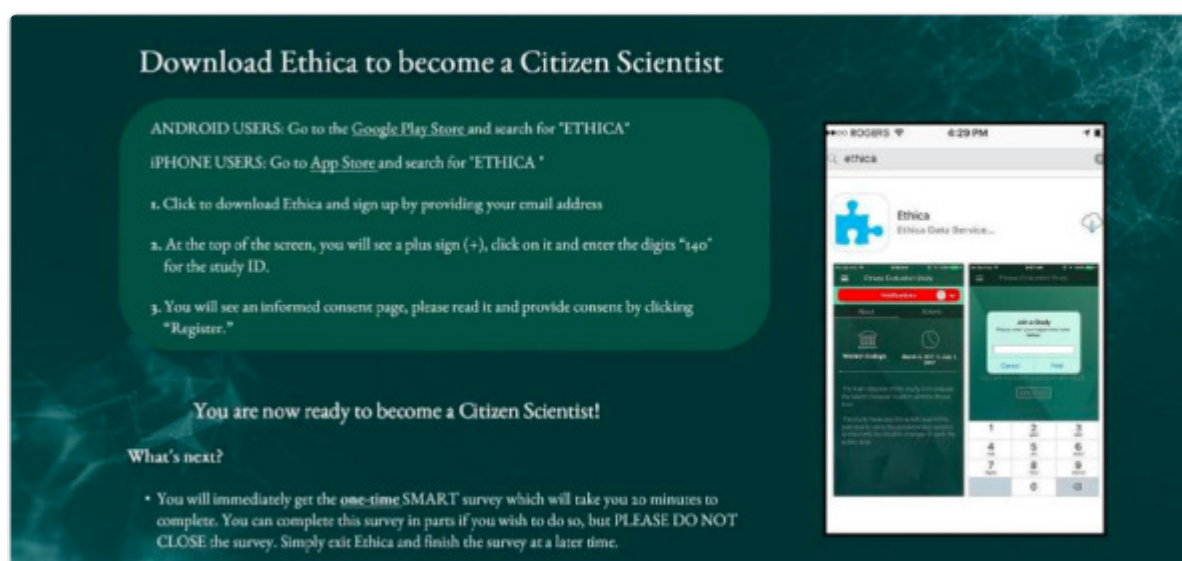 Download Ethica to become a Citizen Scientist
ANDROID USERS: Go to the Google Play Store and search for "ETHICA"
iPHONE USERS: Go to App Store and search for "ETHICA "
1. Click to download Ethica and sign up by providing your email address
2. At the top of the screen, you will see a plus sign (+), click on it and enter the digits “140”
for the study ID.
3. You will see an informed consent page, please read it and provide consent by clicking
“Register.”
You are now ready to become a Citizen Scientist!
What's next?
• You will immediately get the one-time SMART survey which will take you 20 minutes to
complete. You can complete this survey in parts if you wish to do so, but PLEASE DO NOT
CLOSE the survey. Simply exit Ethica and finish the survey at a later time.
ROGERS 6:29 PM
ethica
Ethica
Ethica Data Service...
Notifications
About
Join a Study
Cancel
1 2 3
4 5 6
7 8 9
0